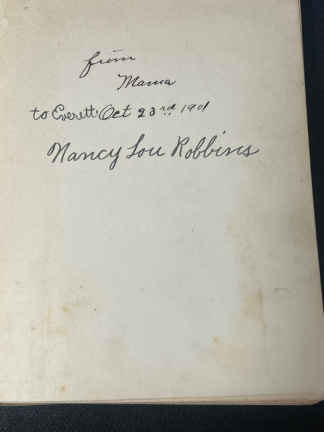 from
Mama
to Everett Oct 23rd 1901
Nancy Lou Robbins